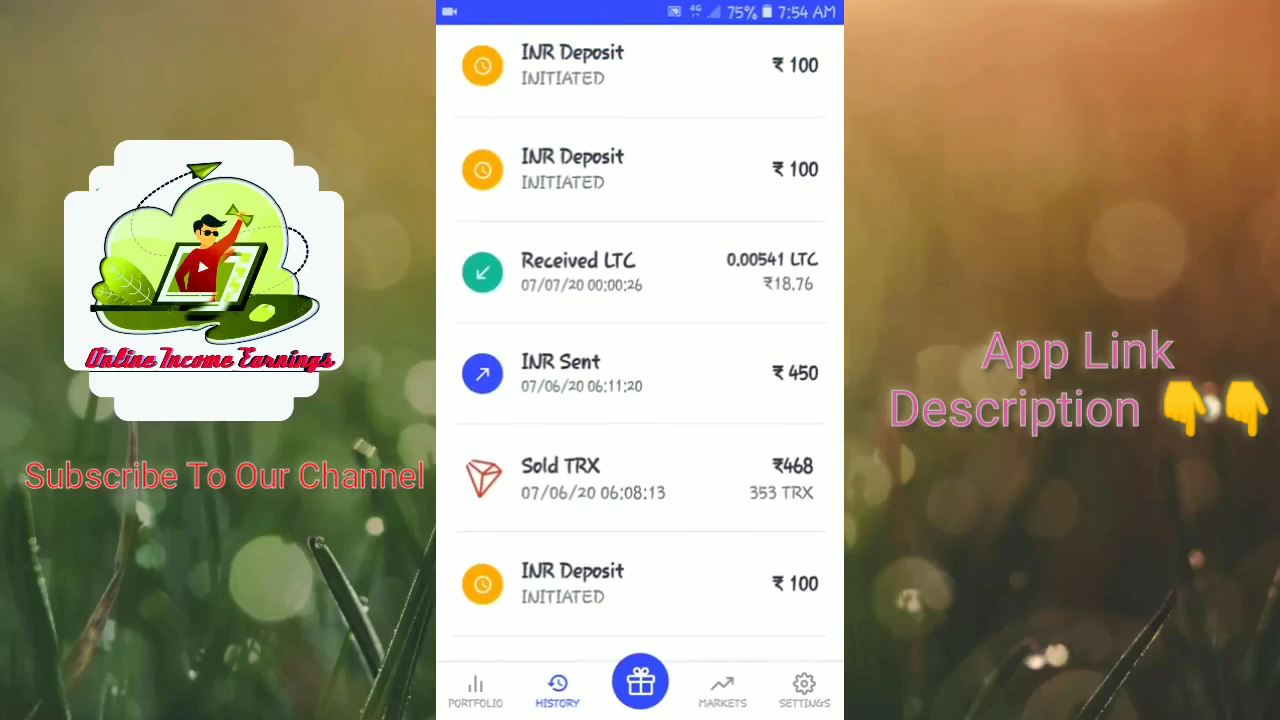 4G 75% 7:54 AM
INR Deposit
₹ 100
INITIATED
INR Deposit
₹ 100
INITIATED
Received LTC
0.00541 LTC
07/07/20 00:00:26
₹18.76
INR Sent
₹ 450
07/06/20 06:11:20
Sold TRX
₹468
07/06/20 06:08:13
353 TRX
INR Deposit
₹ 100
INITIATED
PORTFOLIO
HISTORY
MARKETS
SETTINGS
Online Income Earnings
Subscribe To Our Channel
App Link
Description 👇👇